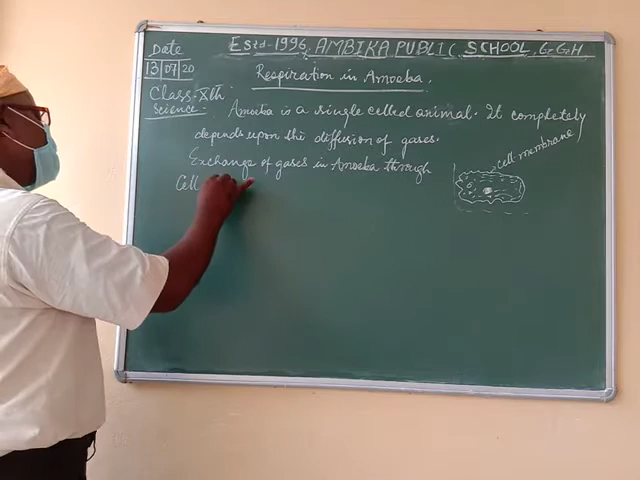 Estd-1996, AMBIKA PUBLIC SCHOOL, GZGH
Date
13 07 20
Respiration in Amoeba.
Class-Xth
Science.
Amoeba is a single celled animal. It completely
depends upon the diffusion of gases.
Exchange of gases in Amoeba through
Cell
cell membrane